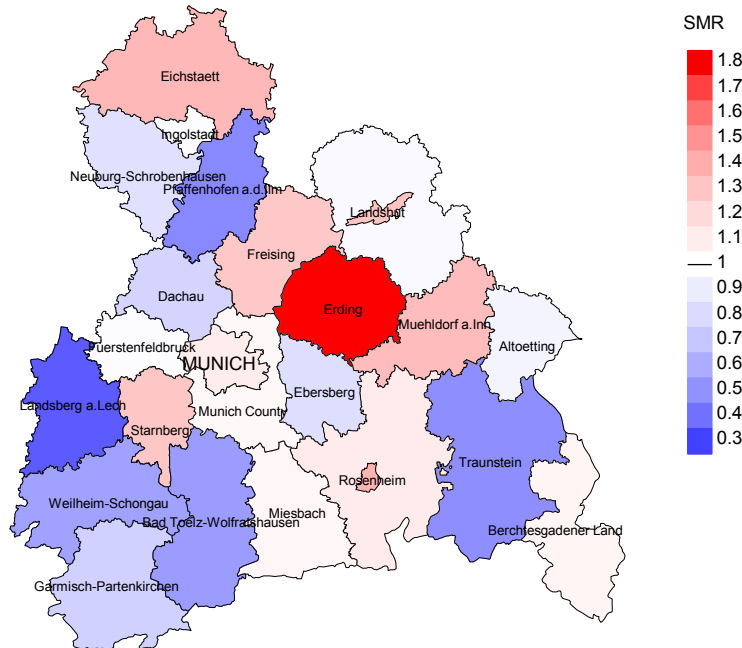 SMR
1.8
1.7
1.6
1.5
1.4
1.3
1.2
1.1
1
0.9
0.8
0.7
0.6
0.5
0.4
0.3
Eichstaett
Ingolstadt
Neuburg-Schrobenhausen
Pfaffenhofen a.d.Ilm
Landshut
Freising
Dachau
Erding
Muehldorf a.Inn
Altoetting
Fuerstenfeldbruck
MUNICH
Ebersberg
Landsberg a.Lech
Munich County
Starnberg
Traunstein
Rosenheim
Weilheim-Schongau
Miesbach
Bad Toelz-Wolfratshausen
Berchtesgadener Land
Garmisch-Partenkirchen